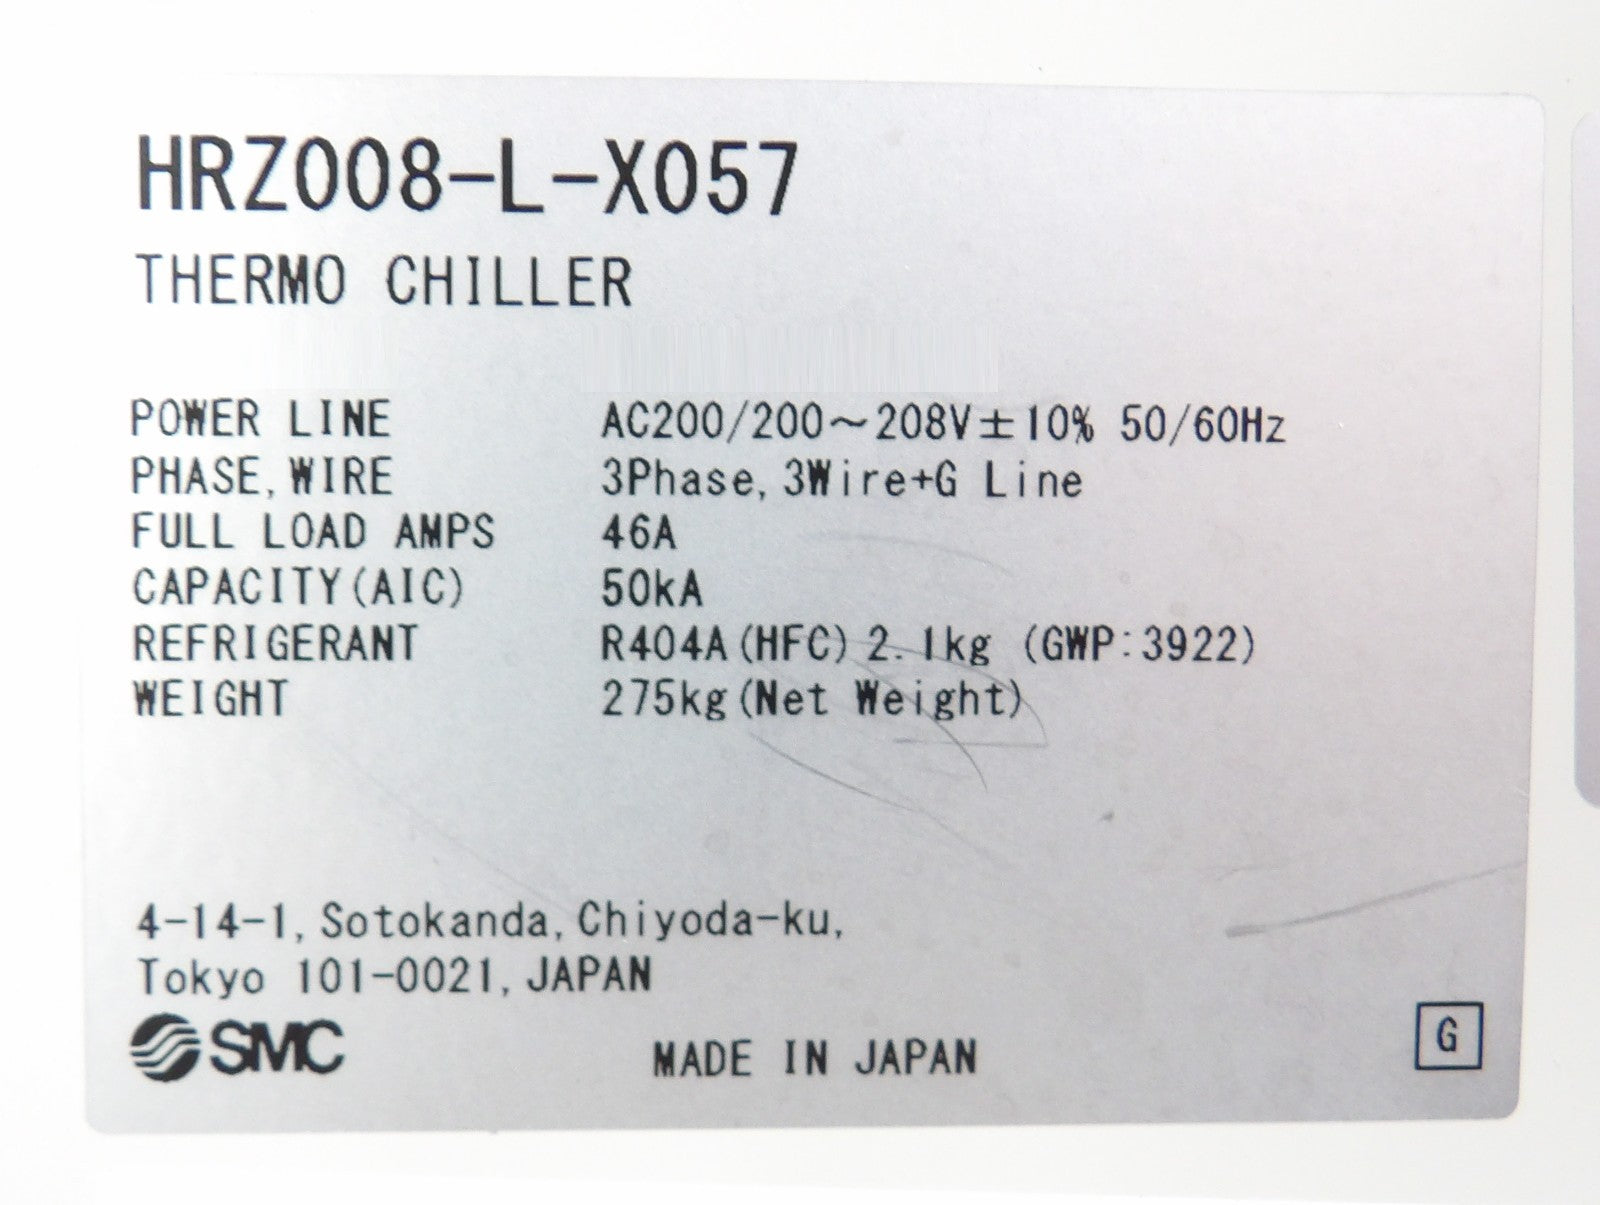 HRZ008-L-X057
THERMO CHILLER
POWER LINE AC200/200～208V±10% 50/60Hz
PHASE, WIRE 3Phase, 3Wire+G Line
FULL LOAD AMPS 46A
CAPACITY(AIC) 50kA
REFRIGERANT R404A(HFC) 2.1kg (GWP:3922)
WEIGHT 275kg(Net Weight)
4-14-1, Sotokanda, Chiyoda-ku,
Tokyo 101-0021, JAPAN
SMC MADE IN JAPAN G